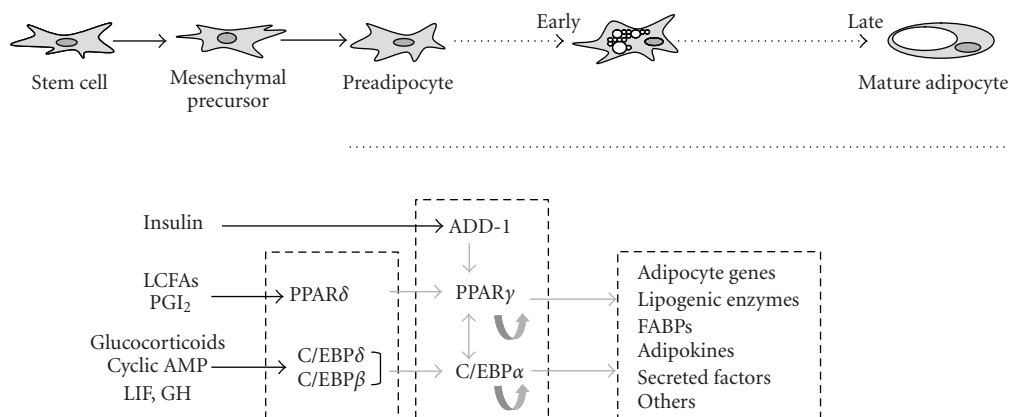 Early
Late
Stem cell
Mesenchymal
precursor
Preadipocyte
Mature adipocyte
Insulin
ADD-1
LCFAs
PGI₂
PPARδ
PPARγ
Glucocorticoids
Cyclic AMP
LIF, GH
C/EBPδ
C/EBPβ
C/EBPα
Adipocyte genes
Lipogenic enzymes
FABPs
Adipokines
Secreted factors
Others